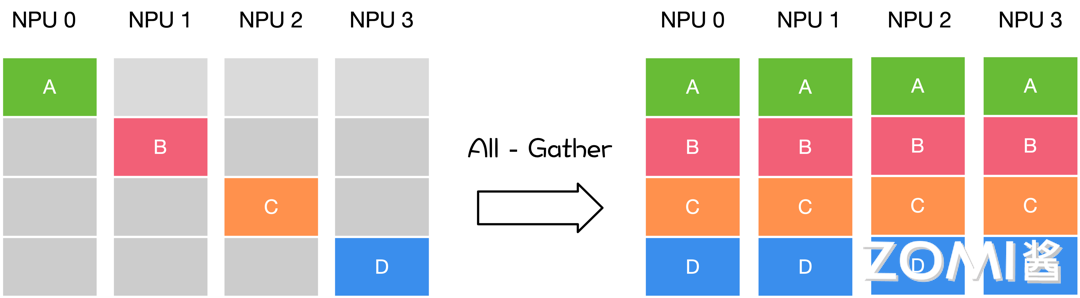 NPU 0 NPU 1 NPU 2 NPU 3 NPU 0 NPU 1 NPU 2 NPU 3
A A A A A
B B B B B
All - Gather
C C C C C
D D D D D
ZOMI酱